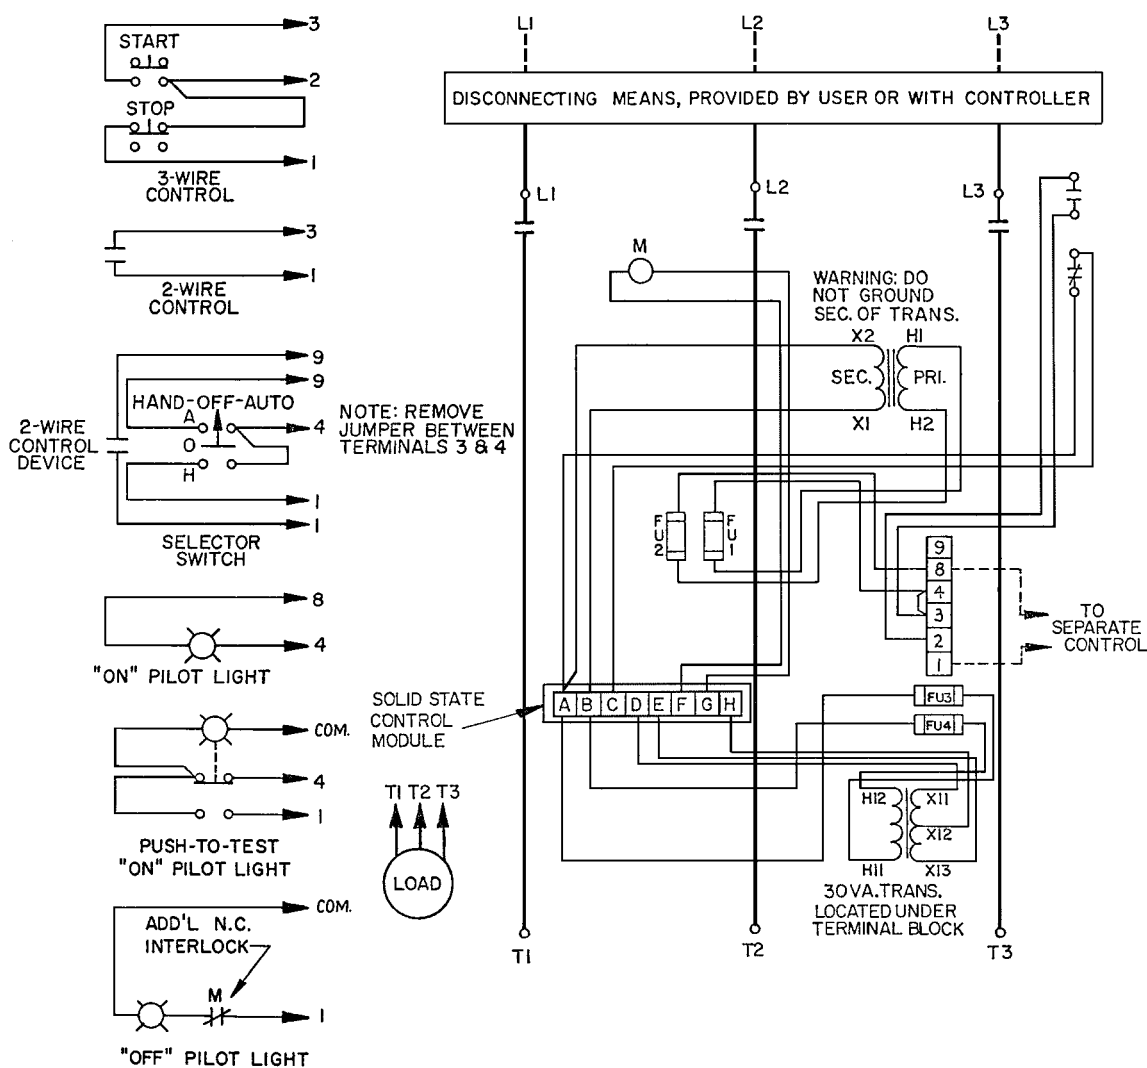 3
START
2
STOP
1
3-WIRE
CONTROL
3
1
2-WIRE
CONTROL
9
9
HAND-OFF-AUTO
A
4
2-WIRE
CONTROL
DEVICE
O
H
1
1
NOTE: REMOVE
JUMPER BETWEEN
TERMINALS 3 & 4
SELECTOR
SWITCH
8
4
"ON" PILOT LIGHT
COM.
4
1
PUSH-TO-TEST
"ON" PILOT LIGHT
COM.
ADD'L N.C.
INTERLOCK
M
1
"OFF" PILOT LIGHT
T1 T2 T3
LOAD
L1
L2
L3
DISCONNECTING MEANS, PROVIDED BY USER OR WITH CONTROLLER
L1
L2
L3
M
WARNING: DO
NOT GROUND
SEC. OF TRANS.
X2 H1
SEC. PRI.
X1 H2
FU2
FU1
9
8
4
3
2
1
TO
SEPARATE
CONTROL
SOLID STATE
CONTROL
MODULE
A B C D E F G H
FU3
FU4
H12 X11
X12
H11 X13
30VA. TRANS.
LOCATED UNDER
TERMINAL BLOCK
T1
T2
T3